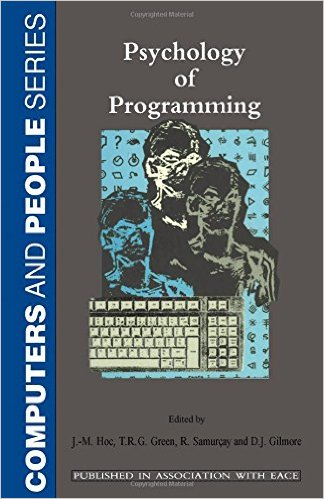 COMPUTERS AND PEOPLE SERIES
Psychology
of
Programming
Edited by
J.-M. Hoc, T.R.G. Green, R. Samurçay and D.J. Gilmore
PUBLISHED IN ASSOCIATION WITH EACE